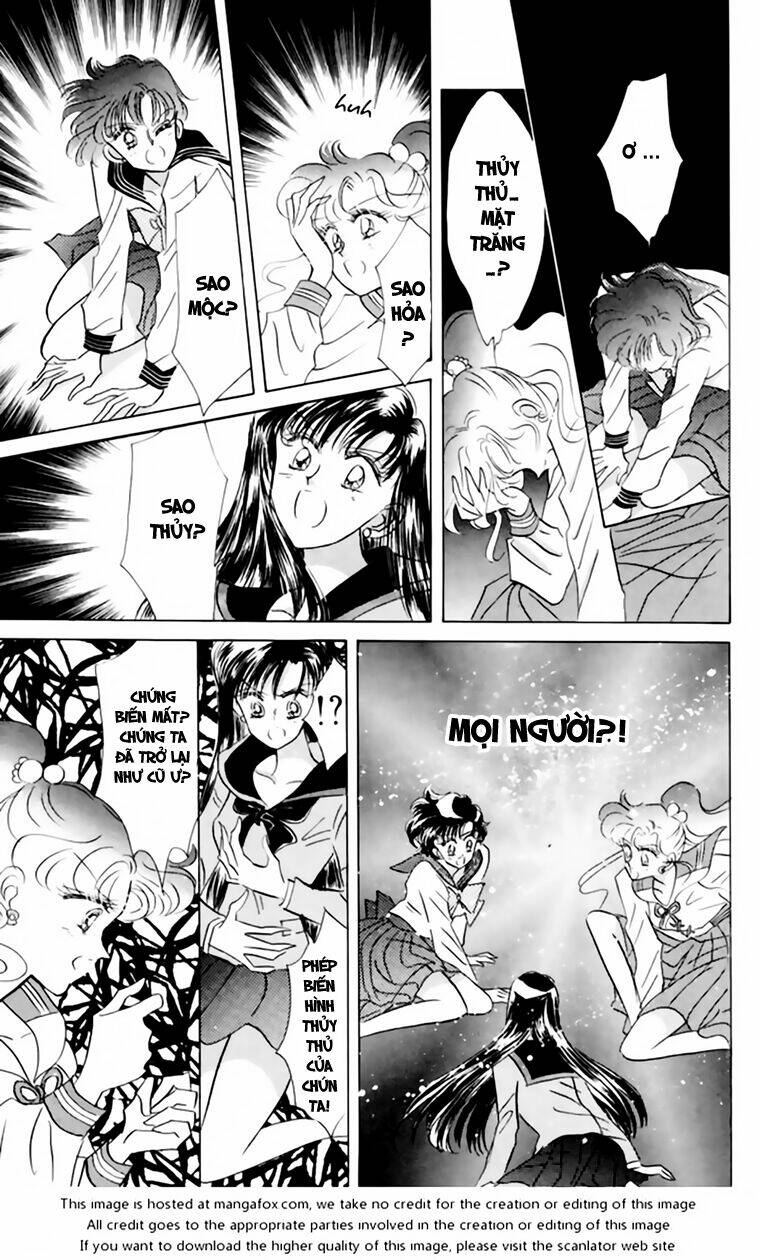 Ơ ...
THỦY
THỦ...
MẶT
TRĂNG
...?
huh
SAO
HỎA
?
SAO
MỘC?
SAO
THỦY?
MỌI NGƯỜI?!
!?
PHÉP
BIẾN
HÌNH
THỦY
THỦ
CỦA
CHÚN
TA!
CHÚNG
BIẾN MẤT?
CHÚNG TA
ĐÃ TRỞ LẠI
NHƯ CŨ Ư?
This image is hosted at mangafox.com, we take no credit for the creation or editing of this image
All credit goes to the appropriate parties involved in the creation or editing of this image
If you want to download the higher quality of this image, please visit the scanlator web site